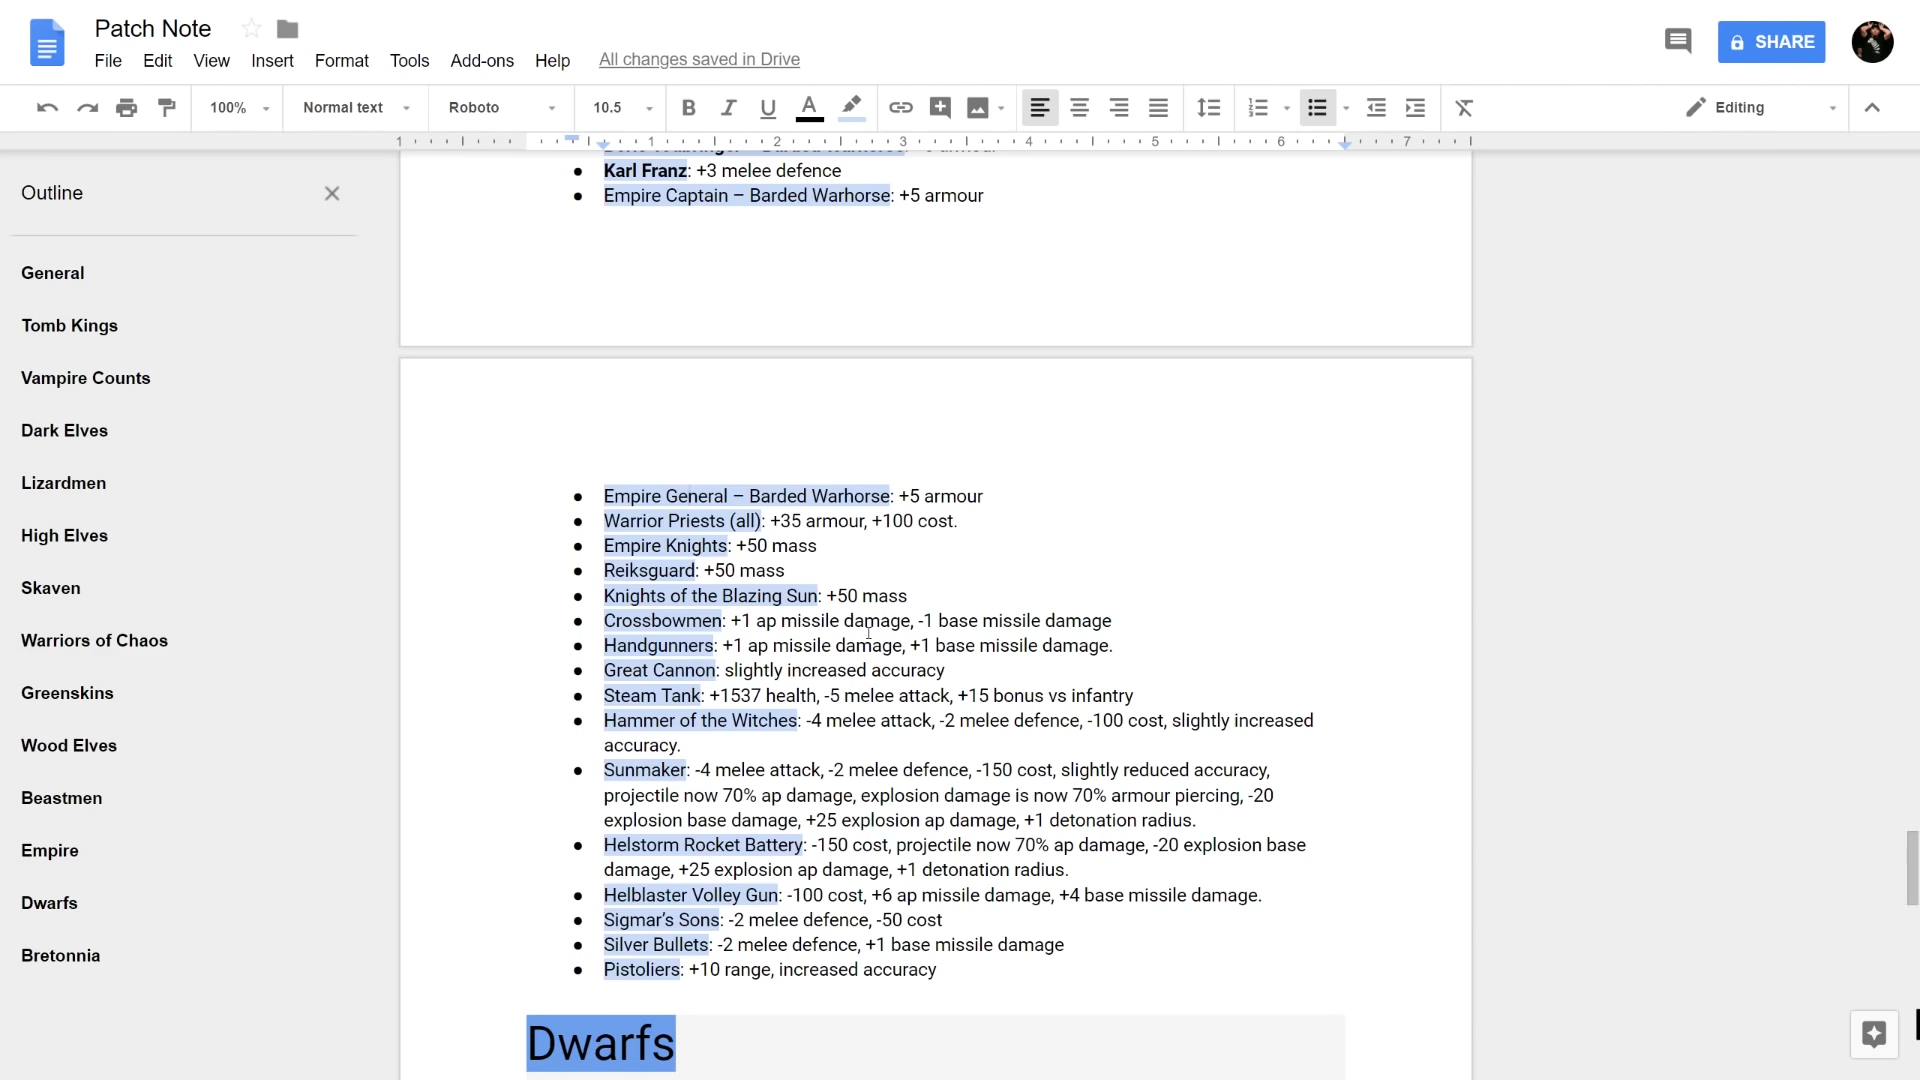 Patch Note
SHARE
File Edit View Insert Format Tools Add-ons Help All changes saved in Drive
100% Normal text Roboto 10.5 Editing
1 1 2 3 4 5 6 7
Outline
General
Tomb Kings
Vampire Counts
Dark Elves
Lizardmen
High Elves
Skaven
Warriors of Chaos
Greenskins
Wood Elves
Beastmen
Empire
Dwarfs
Bretonnia
● Karl Franz: +3 melee defence
● Empire Captain – Barded Warhorse: +5 armour
● Empire General – Barded Warhorse: +5 armour
● Warrior Priests (all): +35 armour, +100 cost.
● Empire Knights: +50 mass
● Reiksguard: +50 mass
● Knights of the Blazing Sun: +50 mass
● Crossbowmen: +1 ap missile damage, -1 base missile damage
● Handgunners: +1 ap missile damage, +1 base missile damage.
● Great Cannon: slightly increased accuracy
● Steam Tank: +1537 health, -5 melee attack, +15 bonus vs infantry
● Hammer of the Witches: -4 melee attack, -2 melee defence, -100 cost, slightly increased
accuracy.
● Sunmaker: -4 melee attack, -2 melee defence, -150 cost, slightly reduced accuracy,
projectile now 70% ap damage, explosion damage is now 70% armour piercing, -20
explosion base damage, +25 explosion ap damage, +1 detonation radius.
● Helstorm Rocket Battery: -150 cost, projectile now 70% ap damage, -20 explosion base
damage, +25 explosion ap damage, +1 detonation radius.
● Helblaster Volley Gun: -100 cost, +6 ap missile damage, +4 base missile damage.
● Sigmar’s Sons: -2 melee defence, -50 cost
● Silver Bullets: -2 melee defence, +1 base missile damage
● Pistoliers: +10 range, increased accuracy
Dwarfs